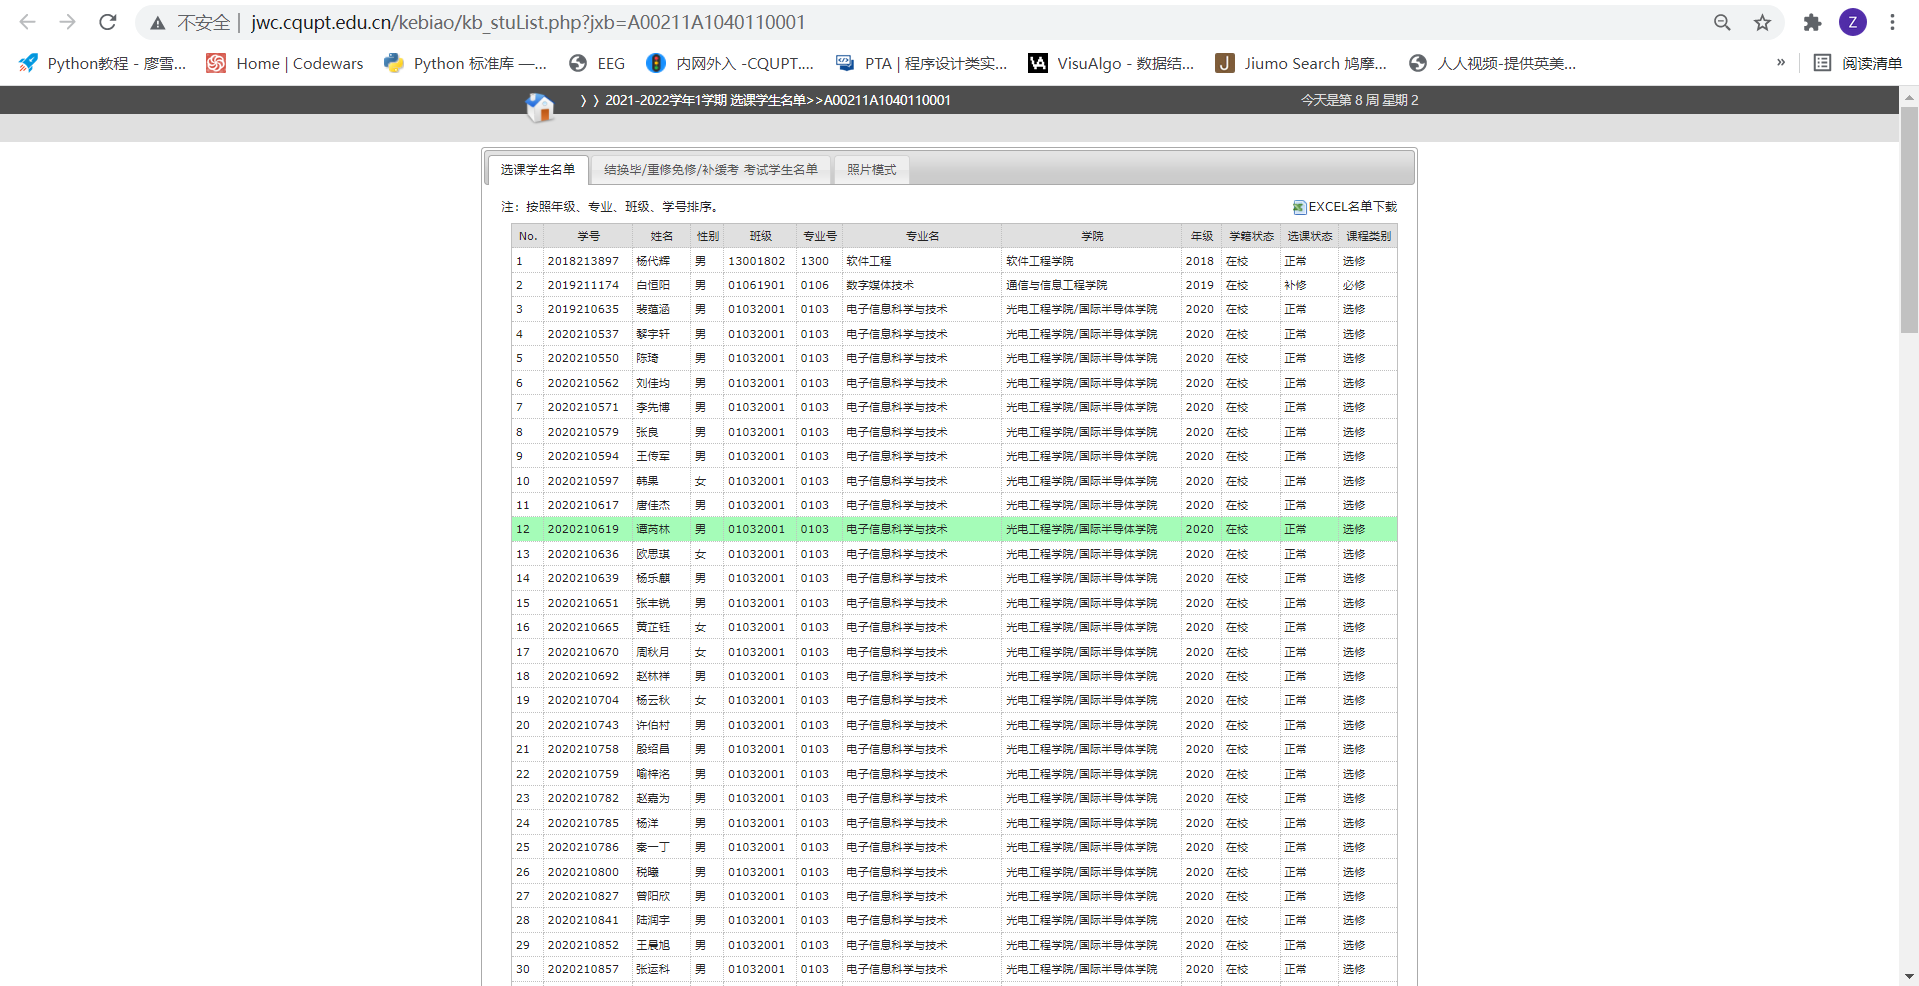 不安全 | jwc.cqupt.edu.cn/kebiao/kb_stuList.php?jxb=A00211A1040110001 Z
Python教程 - 廖雪... Home | Codewars Python 标准库 —... EEG 内网外入 -CQUPT.... PTA | 程序设计类实... VisuAlgo - 数据结... Jiumo Search 鸠摩... 人人视频-提供英美... » 阅读清单
》》2021-2022学年1学期 选课学生名单>>A00211A1040110001 今天是第 8 周 星期 2
选课学生名单 结换毕/重修免修/补缓考 考试学生名单 照片模式
注：按照年级、专业、班级、学号排序。 EXCEL名单下载
No. 学号 姓名 性别 班级 专业号 专业名 学院 年级 学籍状态 选课状态 课程类别
1 2018213897 杨代辉 男 13001802 1300 软件工程 软件工程学院 2018 在校 正常 选修
2 2019211174 白恒阳 男 01061901 0106 数字媒体技术 通信与信息工程学院 2019 在校 补修 必修
3 2019210635 裴蕴涵 男 01032001 0103 电子信息科学与技术 光电工程学院/国际半导体学院 2020 在校 正常 选修
4 2020210537 黎宇轩 男 01032001 0103 电子信息科学与技术 光电工程学院/国际半导体学院 2020 在校 正常 选修
5 2020210550 陈琦 男 01032001 0103 电子信息科学与技术 光电工程学院/国际半导体学院 2020 在校 正常 选修
6 2020210562 刘佳均 男 01032001 0103 电子信息科学与技术 光电工程学院/国际半导体学院 2020 在校 正常 选修
7 2020210571 李先博 男 01032001 0103 电子信息科学与技术 光电工程学院/国际半导体学院 2020 在校 正常 选修
8 2020210579 张良 男 01032001 0103 电子信息科学与技术 光电工程学院/国际半导体学院 2020 在校 正常 选修
9 2020210594 王传军 男 01032001 0103 电子信息科学与技术 光电工程学院/国际半导体学院 2020 在校 正常 选修
10 2020210597 韩果 女 01032001 0103 电子信息科学与技术 光电工程学院/国际半导体学院 2020 在校 正常 选修
11 2020210617 唐佳杰 男 01032001 0103 电子信息科学与技术 光电工程学院/国际半导体学院 2020 在校 正常 选修
12 2020210619 谭芮林 男 01032001 0103 电子信息科学与技术 光电工程学院/国际半导体学院 2020 在校 正常 选修
13 2020210636 欧思琪 女 01032001 0103 电子信息科学与技术 光电工程学院/国际半导体学院 2020 在校 正常 选修
14 2020210639 杨乐麒 男 01032001 0103 电子信息科学与技术 光电工程学院/国际半导体学院 2020 在校 正常 选修
15 2020210651 张丰锐 男 01032001 0103 电子信息科学与技术 光电工程学院/国际半导体学院 2020 在校 正常 选修
16 2020210665 黄芷钰 女 01032001 0103 电子信息科学与技术 光电工程学院/国际半导体学院 2020 在校 正常 选修
17 2020210670 周秋月 女 01032001 0103 电子信息科学与技术 光电工程学院/国际半导体学院 2020 在校 正常 选修
18 2020210692 赵林祥 男 01032001 0103 电子信息科学与技术 光电工程学院/国际半导体学院 2020 在校 正常 选修
19 2020210704 杨云秋 女 01032001 0103 电子信息科学与技术 光电工程学院/国际半导体学院 2020 在校 正常 选修
20 2020210743 许伯村 男 01032001 0103 电子信息科学与技术 光电工程学院/国际半导体学院 2020 在校 正常 选修
21 2020210758 殷绍昌 男 01032001 0103 电子信息科学与技术 光电工程学院/国际半导体学院 2020 在校 正常 选修
22 2020210759 喻梓洺 男 01032001 0103 电子信息科学与技术 光电工程学院/国际半导体学院 2020 在校 正常 选修
23 2020210782 赵嘉为 男 01032001 0103 电子信息科学与技术 光电工程学院/国际半导体学院 2020 在校 正常 选修
24 2020210785 杨洋 男 01032001 0103 电子信息科学与技术 光电工程学院/国际半导体学院 2020 在校 正常 选修
25 2020210786 秦一丁 男 01032001 0103 电子信息科学与技术 光电工程学院/国际半导体学院 2020 在校 正常 选修
26 2020210800 税曦 男 01032001 0103 电子信息科学与技术 光电工程学院/国际半导体学院 2020 在校 正常 选修
27 2020210827 曾阳欣 男 01032001 0103 电子信息科学与技术 光电工程学院/国际半导体学院 2020 在校 正常 选修
28 2020210841 陆润宇 男 01032001 0103 电子信息科学与技术 光电工程学院/国际半导体学院 2020 在校 正常 选修
29 2020210852 王晨旭 男 01032001 0103 电子信息科学与技术 光电工程学院/国际半导体学院 2020 在校 正常 选修
30 2020210857 张运科 男 01032001 0103 电子信息科学与技术 光电工程学院/国际半导体学院 2020 在校 正常 选修